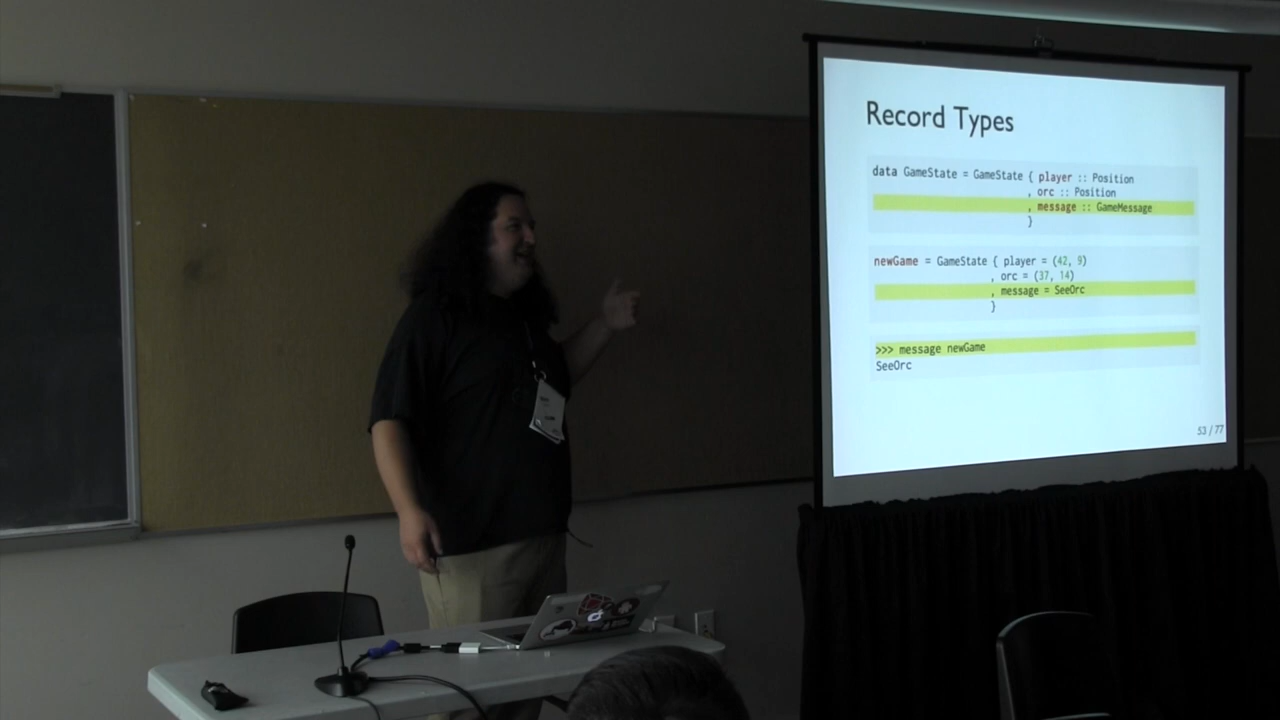 Record Types
data GameState = GameState { player :: Position
, orc :: Position
, message :: GameMessage
}
newGame = GameState { player = (42, 9)
, orc = (37, 14)
, message = SeeOrc
}
>>> message newGame
SeeOrc
53 / 77